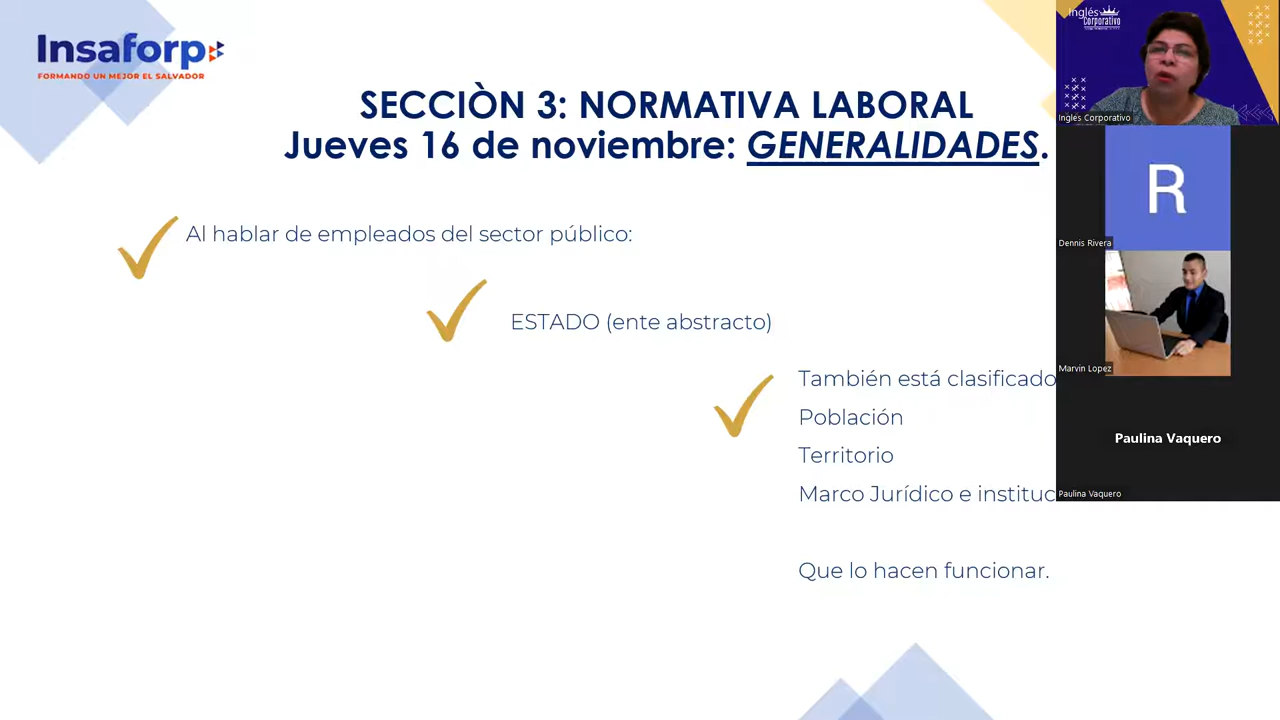 Insaforp
FORMANDO UN MEJOR EL SALVADOR
SECCIÒN 3: NORMATIVA LABORAL
Jueves 16 de noviembre: GENERALIDADES.
Al hablar de empleados del sector público:
ESTADO (ente abstracto)
También está clasificado
Población
Territorio
Marco Jurídico e instituc
Que lo hacen funcionar.
Inglés
Corporativo
Ingles Corporativo
R
Dennis Rivera
Marvin Lopez
Paulina Vaquero
Paulina Vaquero